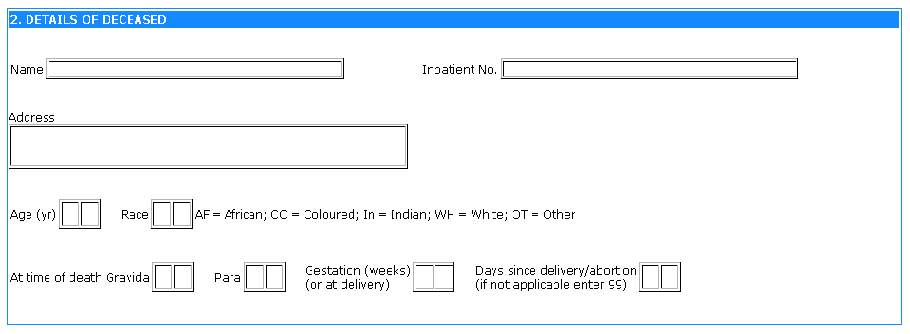 2. DETAILS OF DECEASED
Name
Inpatient No.
Address
Age (yr)
Race
AF = African; CO = Coloured; In = Indian; WH = White; OT = Other
At time of death Gravida
Para
Gestation (weeks)
(or at delivery)
Days since delivery/abortion
(if not applicable enter 99)